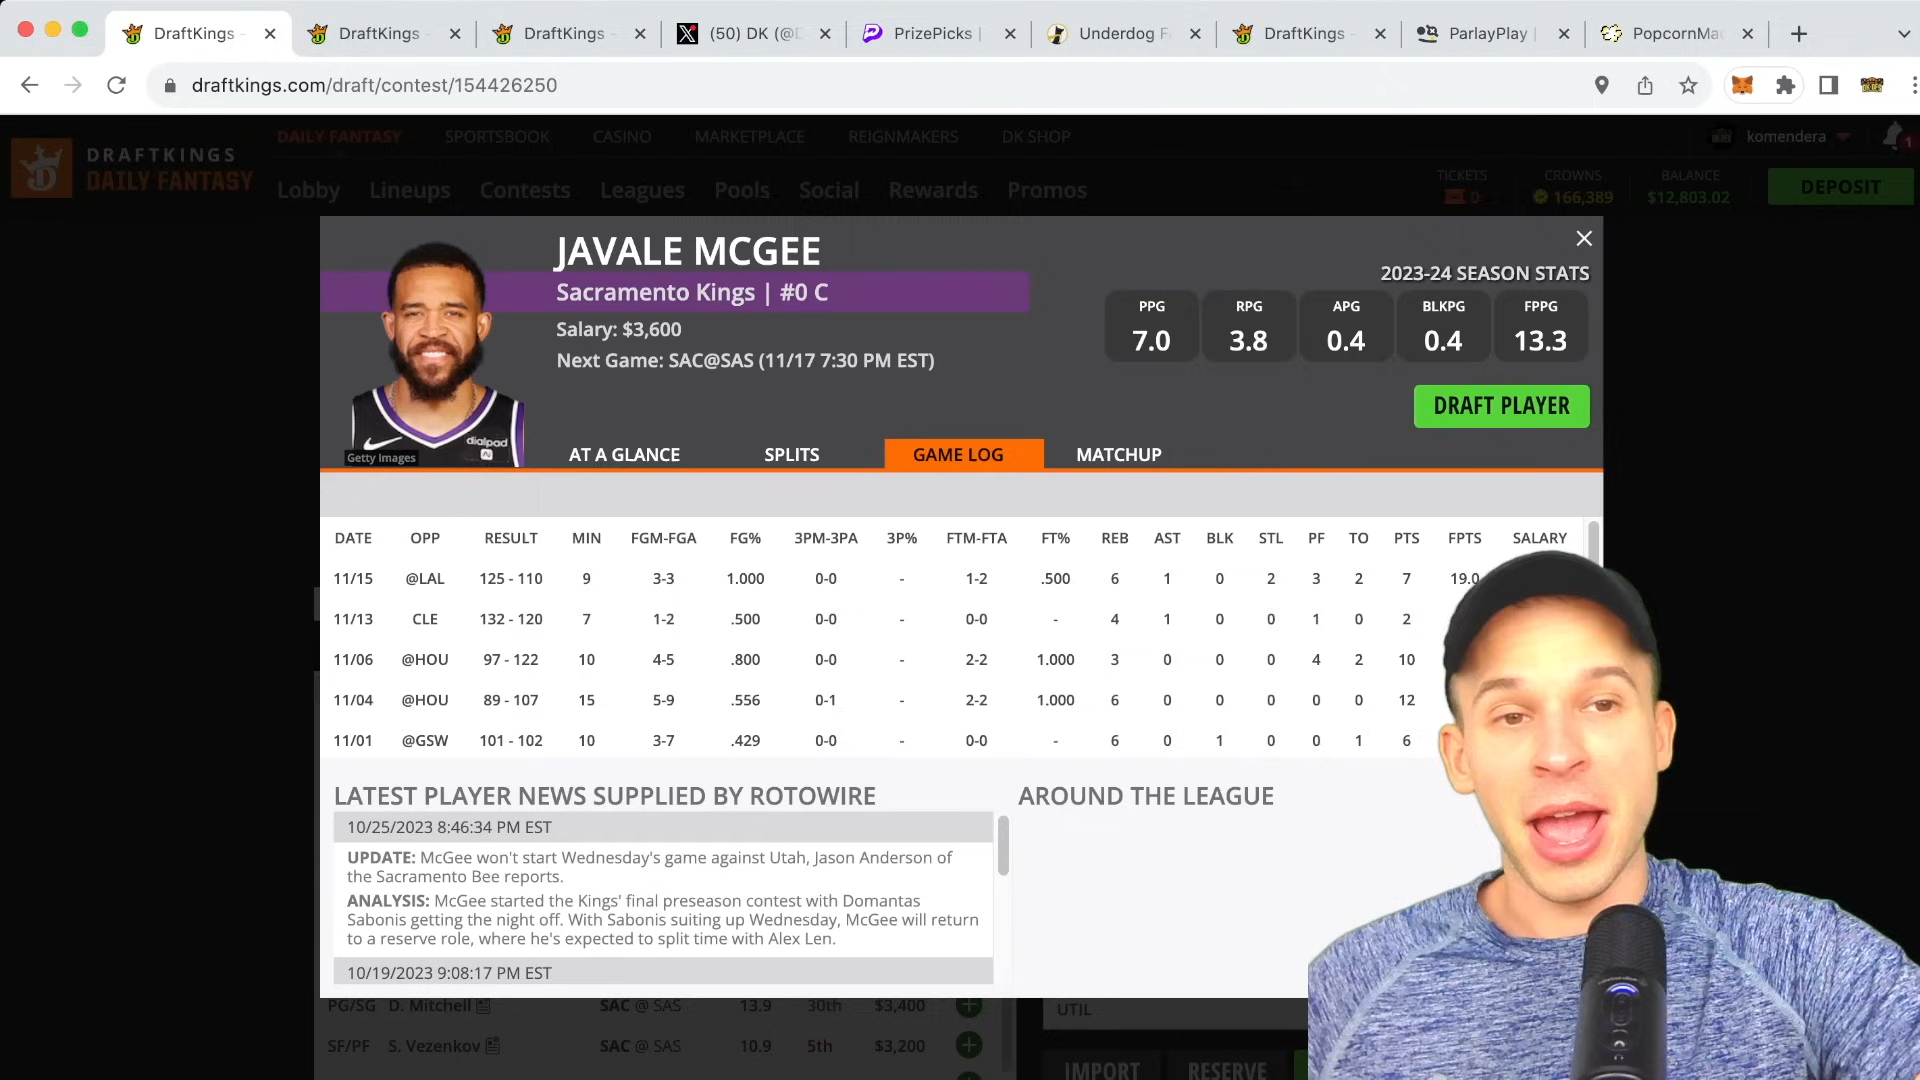 DraftKings -
DraftKings -
DraftKings -
(50) DK (@D
PrizePicks |
Underdog F
DraftKings -
ParlayPlay |
PopcornMac
draftkings.com/draft/contest/154426250
DRAFTKINGS
DAILY FANTASY
DAILY FANTASY SPORTSBOOK CASINO MARKETPLACE REIGNMAKERS DK SHOP
komendera
1
Lobby Lineups Contests Leagues Pools Social Rewards Promos
TICKETS
0
CROWNS
166,389
BALANCE
$12,803.02
DEPOSIT
JAVALE MCGEE
Sacramento Kings | #0 C
Salary: $3,600
Next Game: SAC@SAS (11/17 7:30 PM EST)
dialpad
Getty Images
2023-24 SEASON STATS
PPG RPG APG BLKPG FPPG
7.0 3.8 0.4 0.4 13.3
DRAFT PLAYER
AT A GLANCE SPLITS GAME LOG MATCHUP
DATE OPP RESULT MIN FGM-FGA FG% 3PM-3PA 3P% FTM-FTA FT% REB AST BLK STL PF TO PTS FPTS SALARY
11/15 @LAL 125 - 110 9 3-3 1.000 0-0 - 1-2 .500 6 1 0 2 3 2 7 19.0
11/13 CLE 132 - 120 7 1-2 .500 0-0 - 0-0 - 4 1 0 0 1 0 2
11/06 @HOU 97 - 122 10 4-5 .800 0-0 - 2-2 1.000 3 0 0 0 4 2 10
11/04 @HOU 89 - 107 15 5-9 .556 0-1 - 2-2 1.000 6 0 0 0 0 0 12
11/01 @GSW 101 - 102 10 3-7 .429 0-0 - 0-0 - 6 0 1 0 0 1 6
LATEST PLAYER NEWS SUPPLIED BY ROTOWIRE
AROUND THE LEAGUE
10/25/2023 8:46:34 PM EST
UPDATE: McGee won't start Wednesday's game against Utah, Jason Anderson of
the Sacramento Bee reports.
ANALYSIS: McGee started the Kings' final preseason contest with Domantas
Sabonis getting the night off. With Sabonis suiting up Wednesday, McGee will return
to a reserve role, where he's expected to split time with Alex Len.
10/19/2023 9:08:17 PM EST
PG/SG D. Mitchell SAC @ SAS 13.9 30th $3,400
UTIL
SF/PF S. Vezenkov SAC @ SAS 10.9 5th $3,200
IMPORT RESERVE